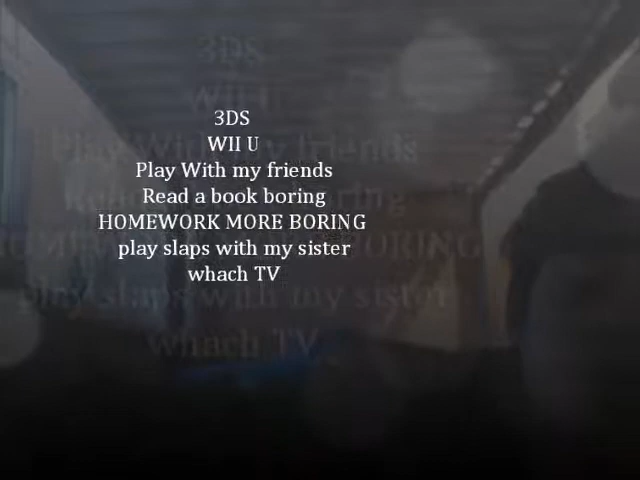 3DS
WII U
Play With my friends
Read a book boring
HOMEWORK MORE BORING
play slaps with my sister
whach TV